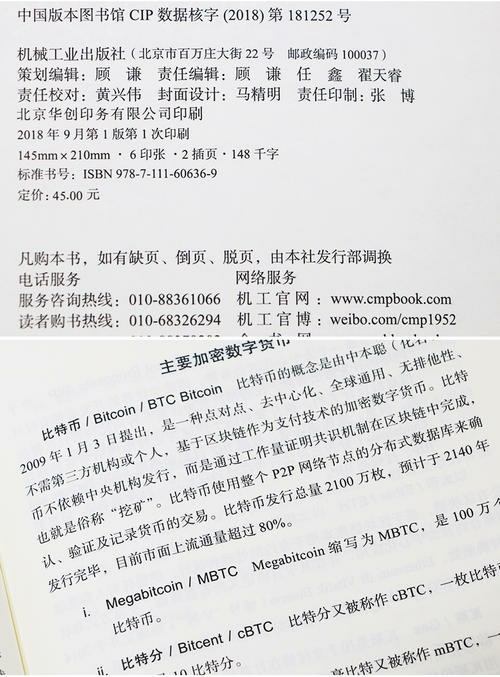 中国版本图书馆 CIP 数据核字 (2018) 第 181252 号
机械工业出版社（北京市百万庄大街 22 号 邮政编码 100037）
策划编辑：顾 谦 责任编辑：顾 谦 任 鑫 翟天睿
责任校对：黄兴伟 封面设计：马精明 责任印制：张 博
北京华创印务有限公司印刷
2018 年 9 月第 1 版第 1 次印刷
145mm×210mm · 6 印张 · 2 插页 · 148 千字
标准书号：ISBN 978-7-111-60636-9
定价：45.00 元
凡购本书，如有缺页、倒页、脱页，由本社发行部调换
电话服务 网络服务
服务咨询热线：010-88361066 机 工 官 网：www.cmpbook.com
读者购书热线：010-68326294 机 工 官 博：weibo.com/cmp1952
主要加密数字货币
比特币 / Bitcoin / BTC Bitcoin 比特币的概念是由中本聪（化名）
2009 年 1 月 3 日提出，是一种点对点、去中心化、全球通用、无排他性、
不需第三方机构或个人，基于区块链作为支付技术的加密数字货币。比特
币不依赖中央机构发行，而是通过工作量证明共识机制在区块链中完成，
也就是俗称“挖矿”。比特币使用整个 P2P 网络节点的分布式数据库来确
认、验证及记录货币的交易。比特币发行总量 2100 万枚，预计于 2140 年
发行完毕，目前市面上流通量超过 80%。
i. Megabitcoin / MBTC Megabitcoin 缩写为 MBTC，是 100 万个
比特币。
ii. 比特分 / Bitcent / cBTC 比特分又被称作 cBTC，一枚比特币
10 比特分。
毫比特又被称作 mBTC，一